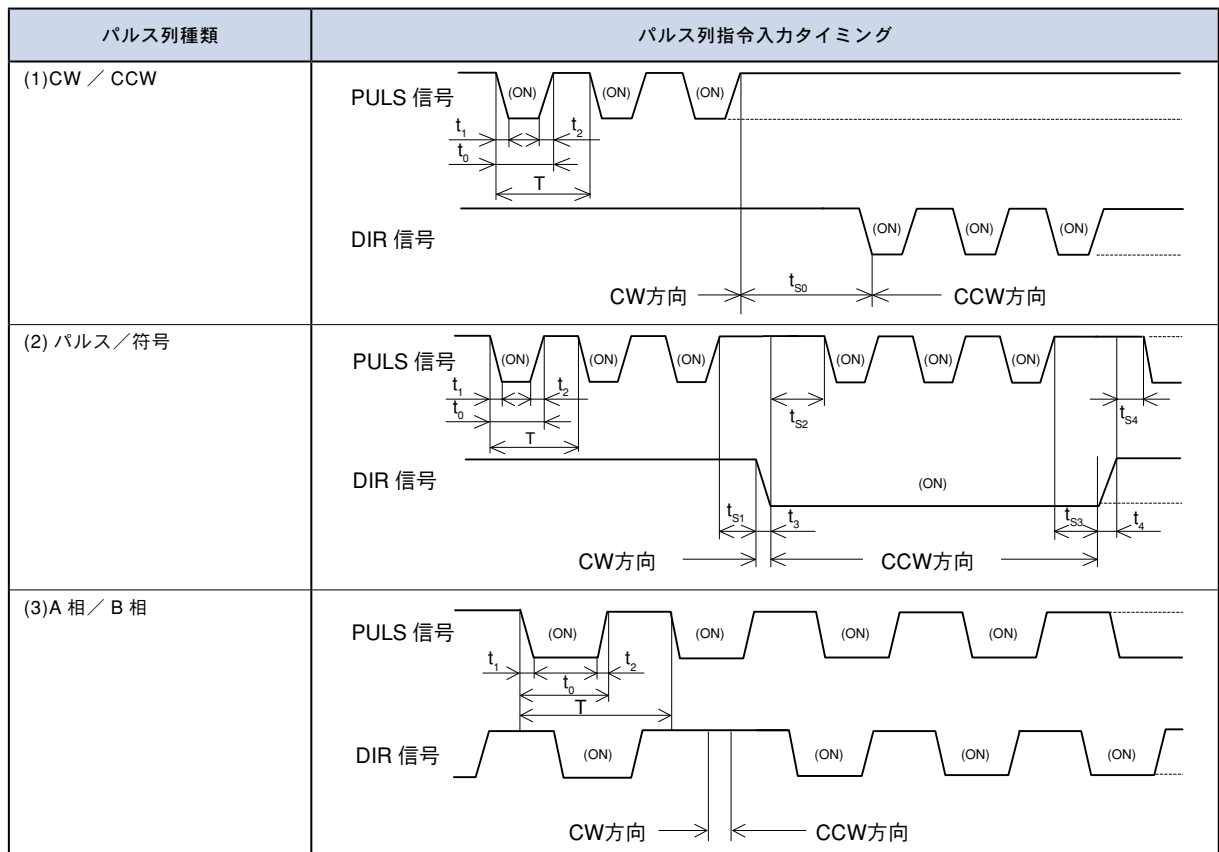 パルス列種類 パルス列指令入力タイミング
(1)CW ／ CCW
PULS 信号 (ON) (ON) (ON)
t1 t2
t0
T
DIR 信号 (ON) (ON) (ON)
CW方向 tS0 CCW方向
(2) パルス／符号
PULS 信号 (ON) (ON) (ON) (ON) (ON) (ON)
t1 t2
t0 tS2 tS4
T
DIR 信号 (ON)
tS1 t3 tS3 t4
CW方向 CCW方向
(3)A 相／ B 相
PULS 信号 (ON) (ON) (ON) (ON)
t1 t2
t0
T
DIR 信号 (ON) (ON) (ON) (ON)
CW方向 CCW方向